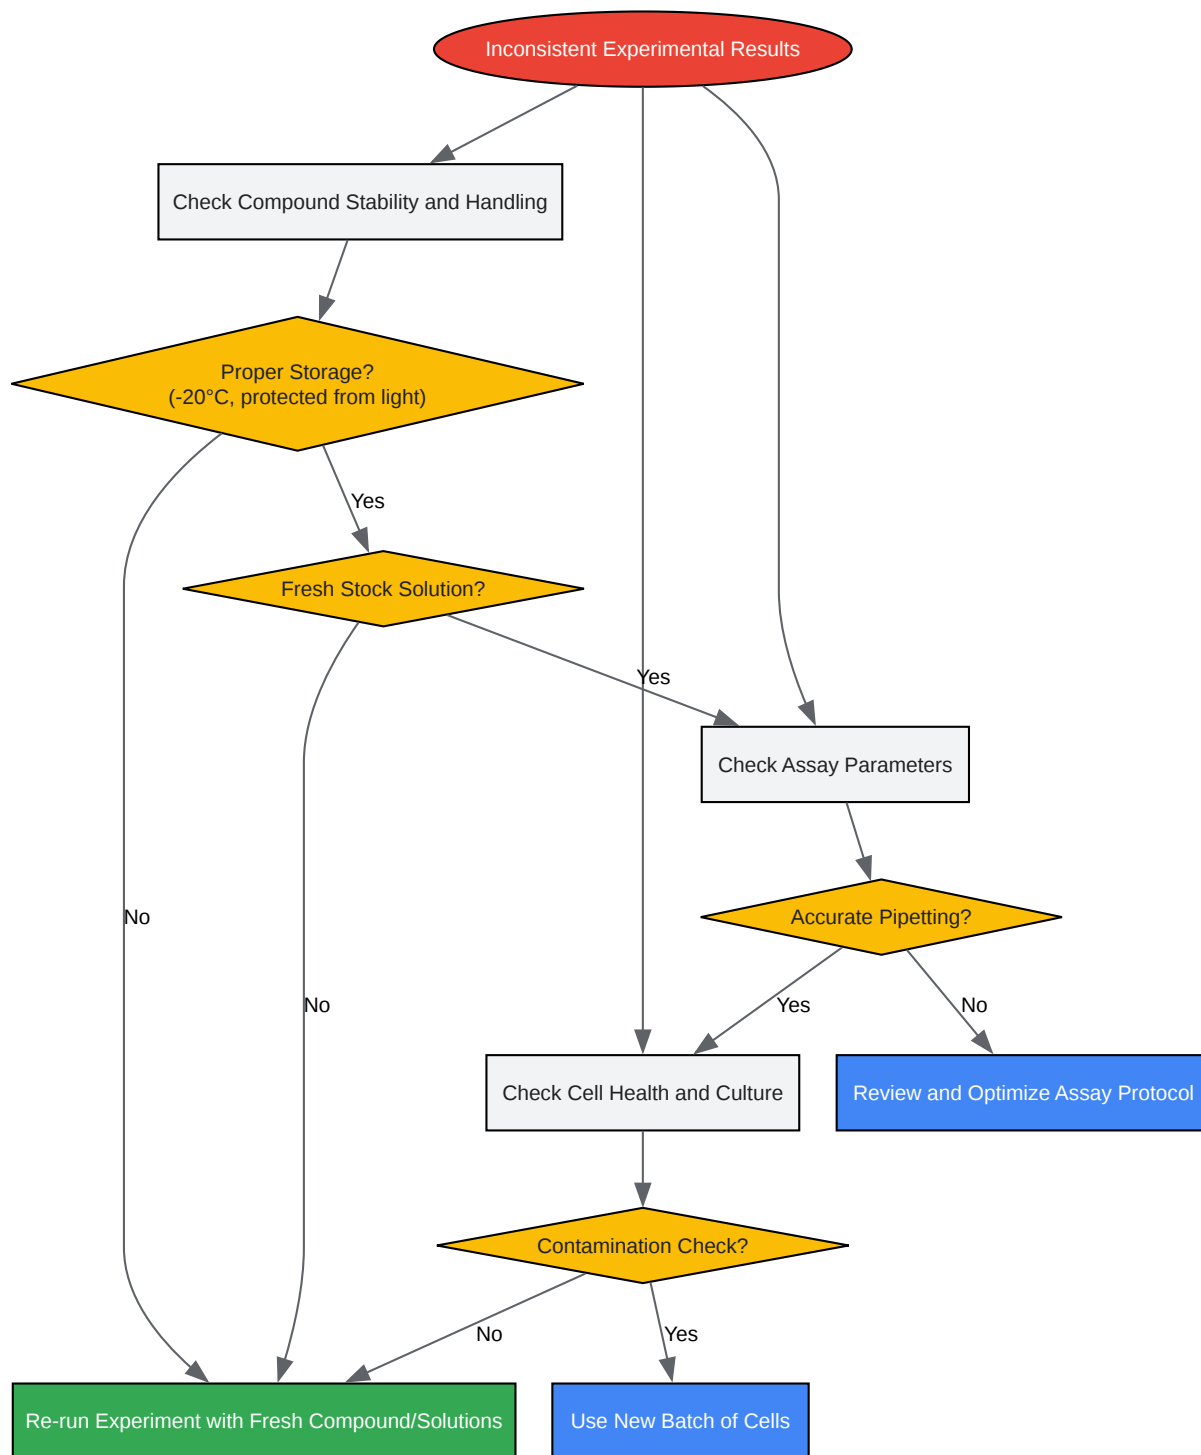 Inconsistent Experimental Results
Check Compound Stability and Handling
Proper Storage?
(-20°C, protected from light)
Yes
Fresh Stock Solution?
Yes
Check Assay Parameters
No
Accurate Pipetting?
No
Yes
No
Check Cell Health and Culture
Review and Optimize Assay Protocol
Contamination Check?
No
Yes
Re-run Experiment with Fresh Compound/Solutions
Use New Batch of Cells